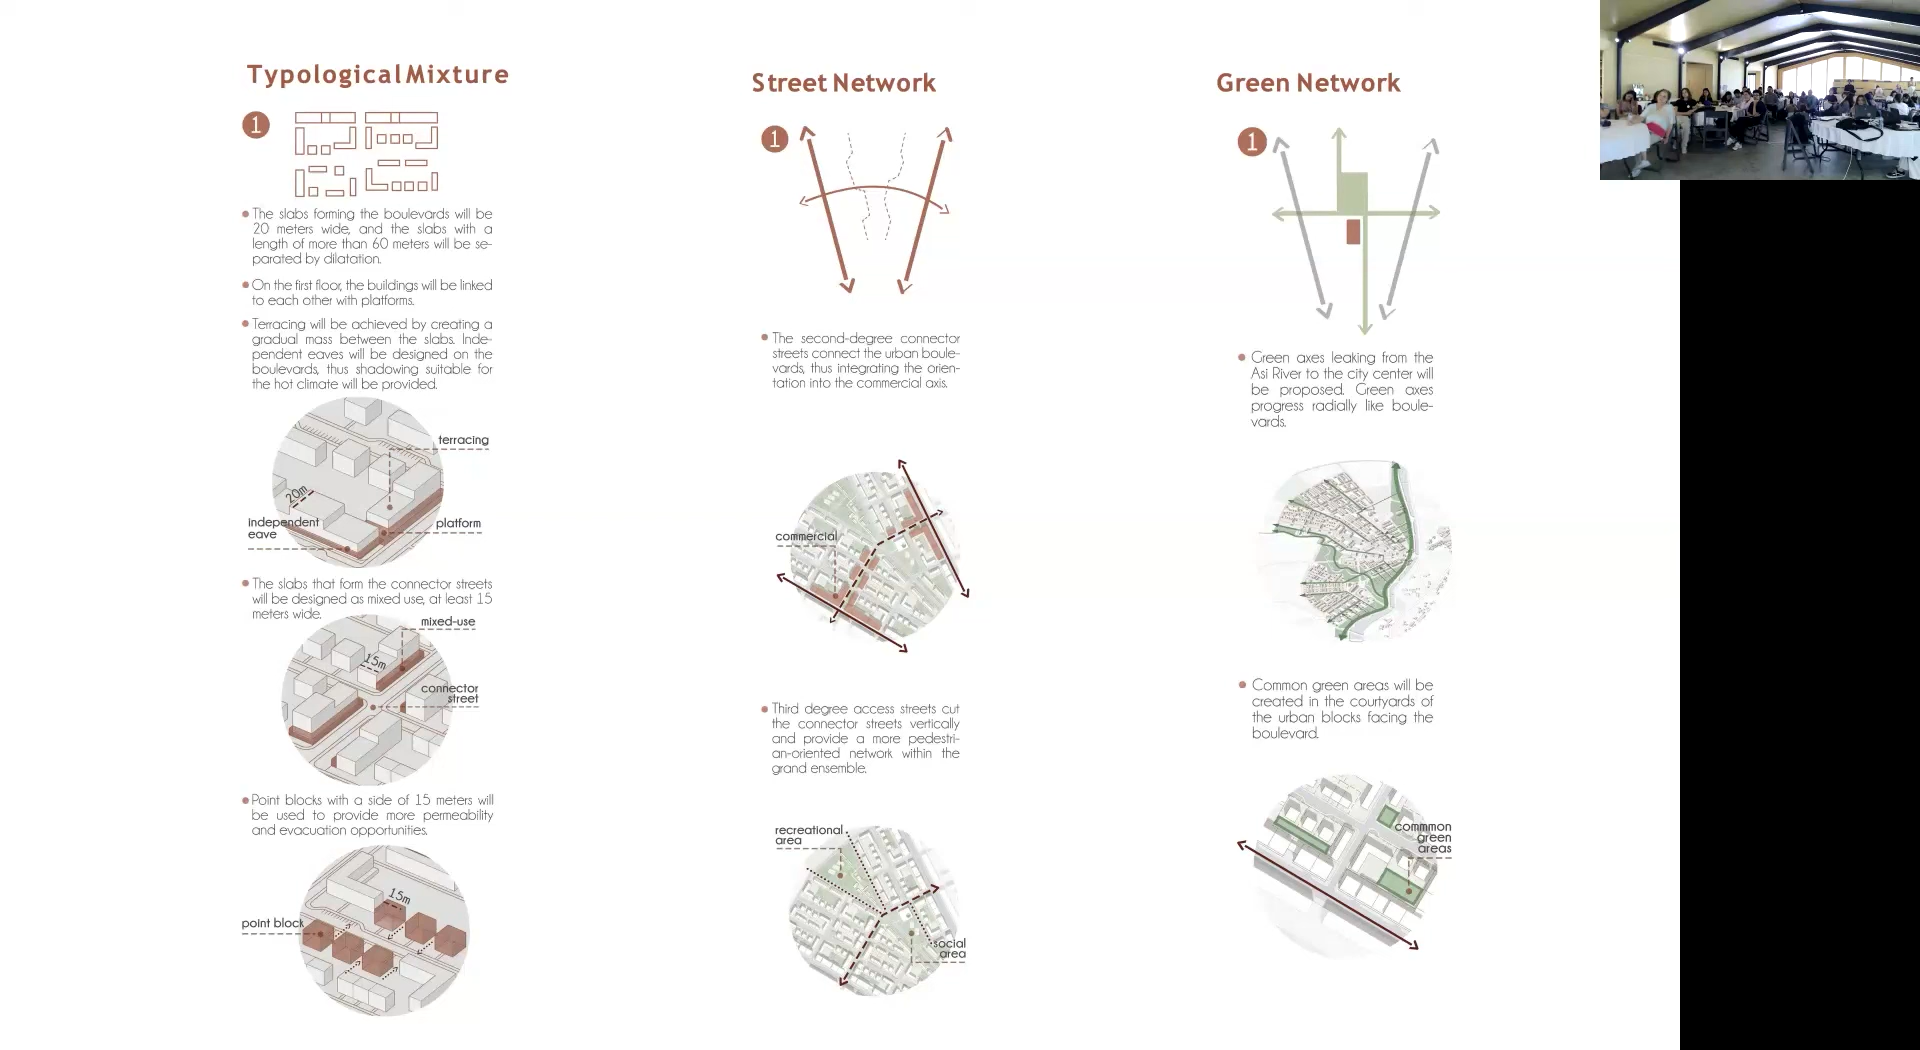 Typological Mixture
1
The slabs forming the boulevards will be
20 meters wide, and the slabs with a
length of more than 60 meters will be se-
parated by dilatation.
On the first floor, the buildings will be linked
to each other with platforms.
Terracing will be achieved by creating a
gradual mass between the slabs. Inde-
pendent eaves will be designed on the
boulevards, thus shadowing suitable for
the hot climate will be provided.
terracing
20m
independent
eave
platform
The slabs that form the connector streets
will be designed as mixed use, at least 15
meters wide.
mixed-use
15m
connector
street
Point blocks with a side of 15 meters will
be used to provide more permeability
and evacuation opportunities.
15m
point block
Street Network
1
The second-degree connector
streets connect the urban boule-
vards, thus integrating the orien-
tation into the commercial axis.
commercial
Third degree access streets cut
the connector streets vertically
and provide a more pedestri-
an-oriented network within the
grand ensemble.
recreational
area
social
area
Green Network
1
Green axes leaking from the
Asi River to the city center will
be proposed. Green axes
progress radially like boule-
vards.
Common green areas will be
created in the courtyards of
the urban blocks facing the
boulevard.
commmon
green
areas